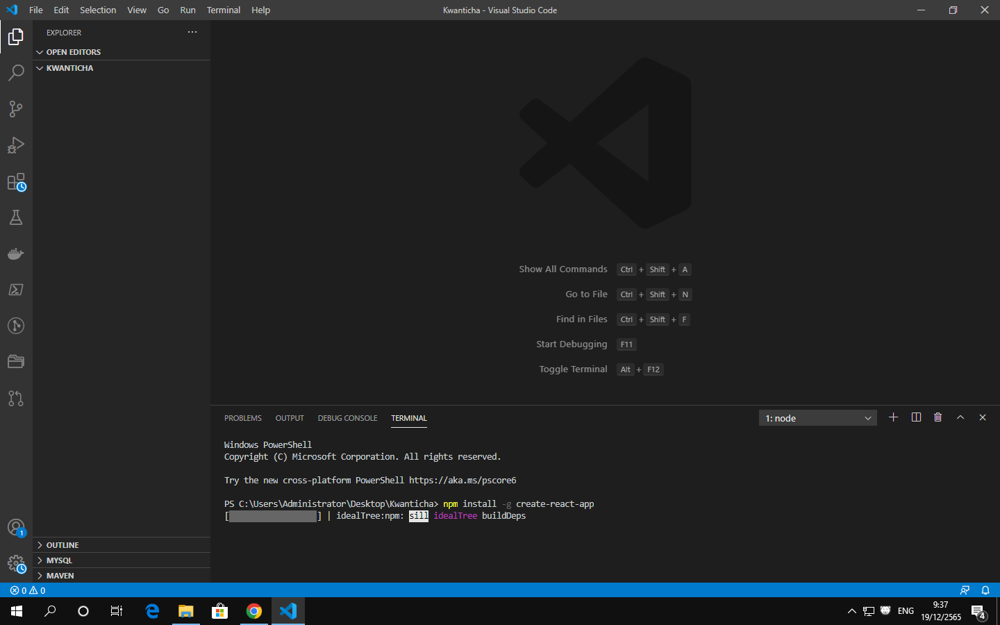 File Edit Selection View Go Run Terminal Help
Kwanticha - Visual Studio Code
EXPLORER
OPEN EDITORS
KWANTICHA
Show All Commands Ctrl + Shift + A
Go to File Ctrl + Shift + N
Find in Files Ctrl + Shift + F
Start Debugging F11
Toggle Terminal Alt + F12
PROBLEMS OUTPUT DEBUG CONSOLE TERMINAL
1: node
Windows PowerShell
Copyright (C) Microsoft Corporation. All rights reserved.
Try the new cross-platform PowerShell https://aka.ms/pscore6
PS C:\Users\Administrator\Desktop\Kwanticha> npm install -g create-react-app
[                  ] | idealTree:npm: sill idealTree buildDeps
1
OUTLINE
MYSQL
MAVEN
0 0
ENG
9:37
19/12/2565
4